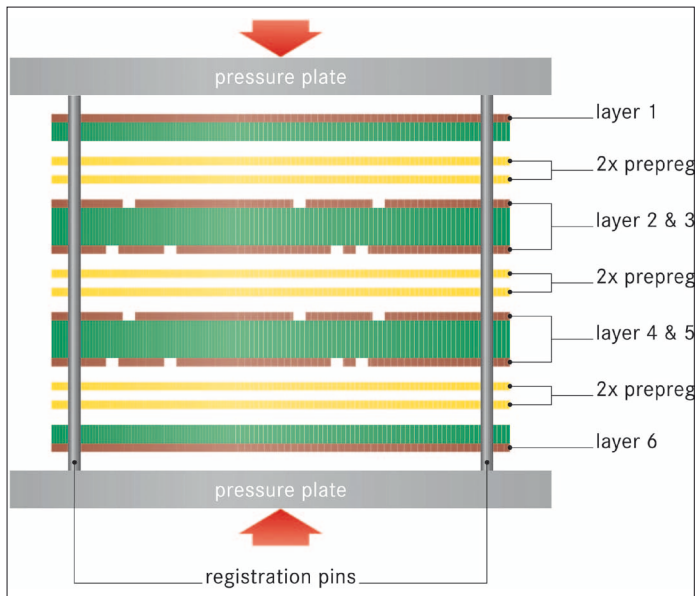 pressure plate
layer 1
2x prepreg
layer 2 & 3
2x prepreg
layer 4 & 5
2x prepreg
layer 6
pressure plate
registration pins